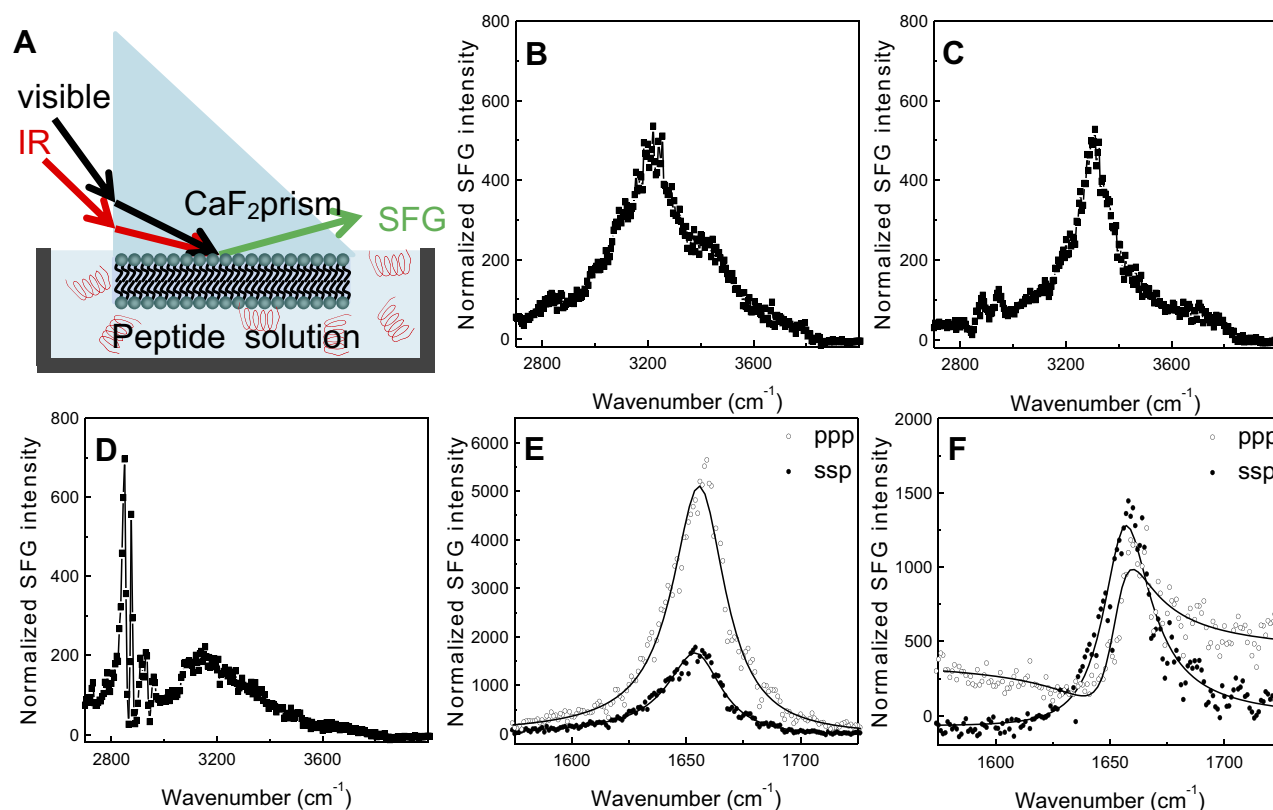 A
visible
IR
CaF2prism
SFG
Peptide solution
B
Normalized SFG intensity
800
600
400
200
0
2800 3200 3600
Wavenumber (cm-1)
C
Normalized SFG intensity
800
600
400
200
0
2800 3200 3600
Wavenumber (cm-1)
D
Normalized SFG intensity
800
700
600
500
400
300
200
100
0
2800 3200 3600
Wavenumber (cm-1)
E
ppp
ssp
Normalized SFG intensity
6000
5000
4000
3000
2000
1000
0
1600 1650 1700
Wavenumber (cm-1)
F
ppp
ssp
Normalized SFG intensity
2000
1500
1000
500
0
1600 1650 1700
Wavenumber (cm-1)